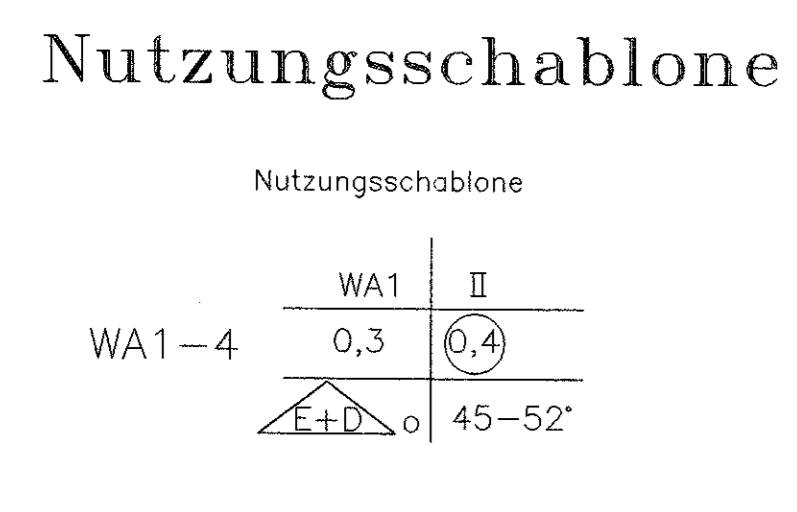 Nutzungsschablone
Nutzungsschablone
WA1 II
WA1-4 0,3 0,4
E+D o 45-52°